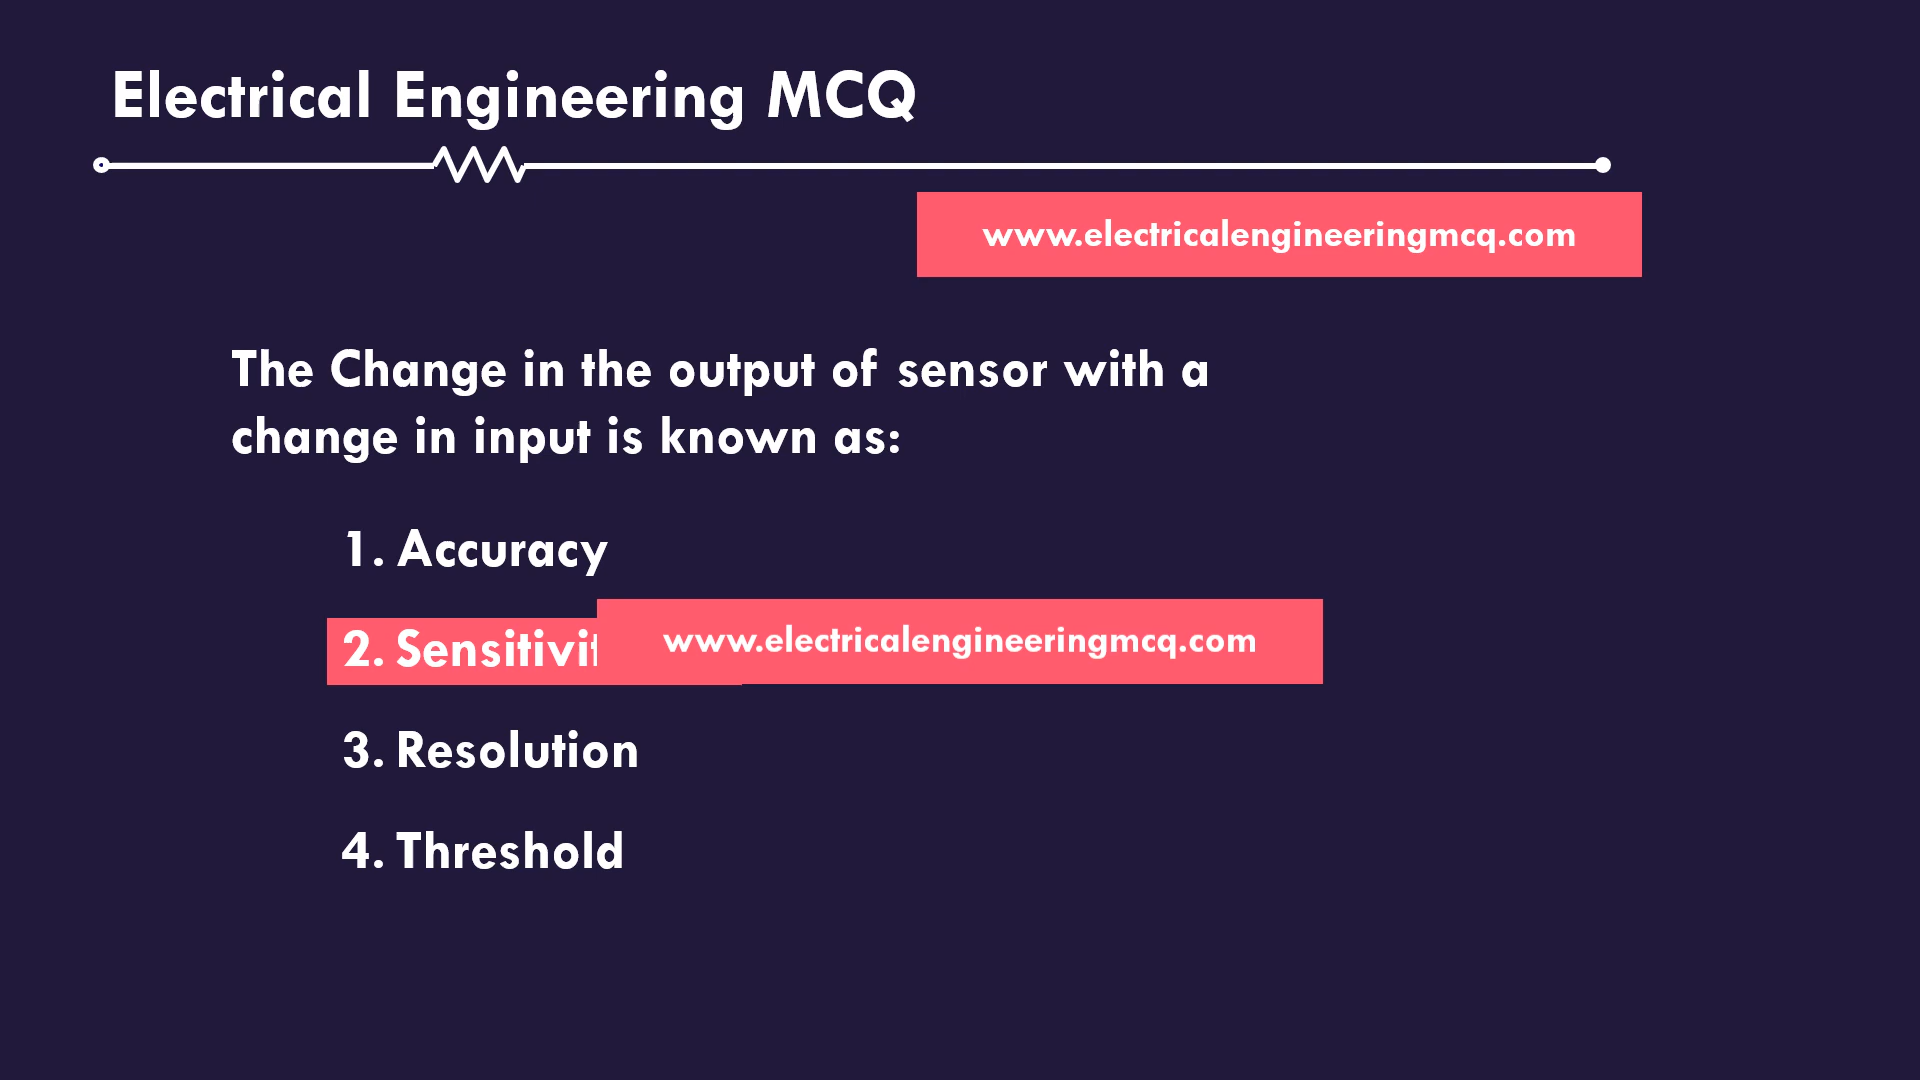 Electrical Engineering MCQ
www.electricalengineeringmcq.com
The Change in the output of sensor with a
change in input is known as:
1. Accuracy
2.
www.electricalengineeringmcq.com
3. Resolution
4. Threshold